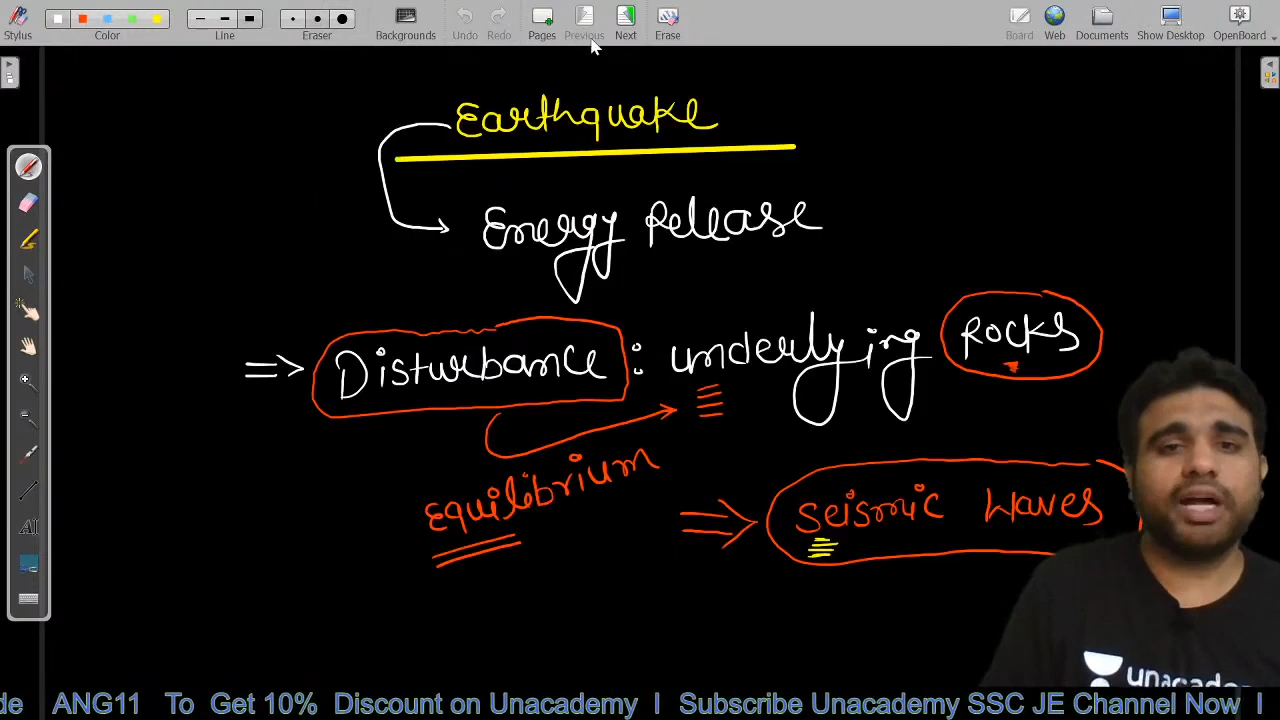 Stylus Color Line Eraser Backgrounds Undo Redo Pages Previous Next Erase Board Web Documents Show Desktop OpenBoard
Earthquake
Energy Release
=> Disturbance : underlying Rocks
Equilibrium
=> Seismic Waves
unacade
de ANG11 To Get 10% Discount on Unacademy I Subscribe Unacademy SSC JE Channel Now I